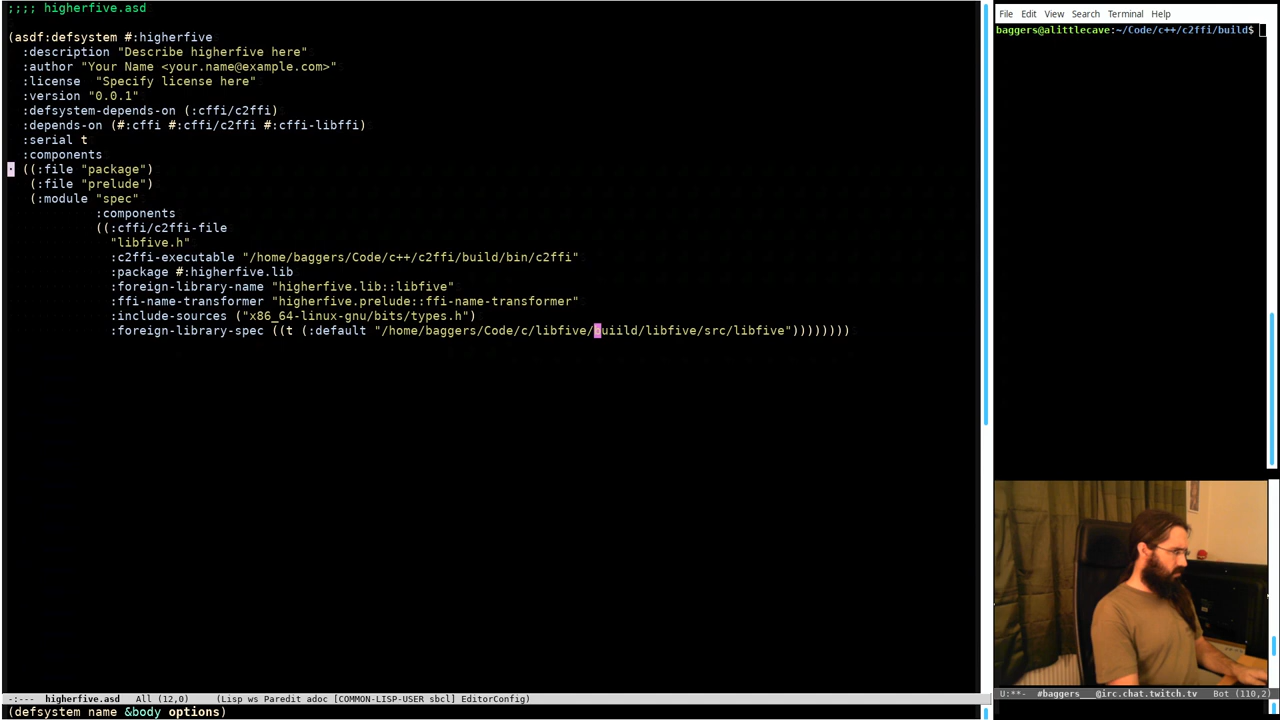 ;;;; higherfive.asd
(asdf:defsystem #:higherfive
:description "Describe higherfive here"
:author "Your Name <your.name@example.com>"
:license "Specify license here"
:version "0.0.1"
:defsystem-depends-on (:cffi/c2ffi)
:depends-on (#:cffi #:cffi/c2ffi #:cffi-libffi)
:serial t
:components
((:file "package")
(:file "prelude")
(:module "spec"
:components
((:cffi/c2ffi-file
"libfive.h"
:c2ffi-executable "/home/baggers/Code/c++/c2ffi/build/bin/c2ffi"
:package #:higherfive.lib
:foreign-library-name "higherfive.lib::libfive"
:ffi-name-transformer "higherfive.prelude::ffi-name-transformer"
:include-sources ("x86_64-linux-gnu/bits/types.h")
:foreign-library-spec ((t (:default "/home/baggers/Code/c/libfive/buiild/libfive/src/libfive"))))))))
-:--- higherfive.asd All (12,0) (Lisp ws Paredit adoc [COMMON-LISP-USER sbcl] EditorConfig)
(defsystem name &body options)
File Edit View Search Terminal Help
baggers@alittlecave:~/Code/c++/c2ffi/build$
U:**- #baggers___@irc.chat.twitch.tv Bot (110,2)